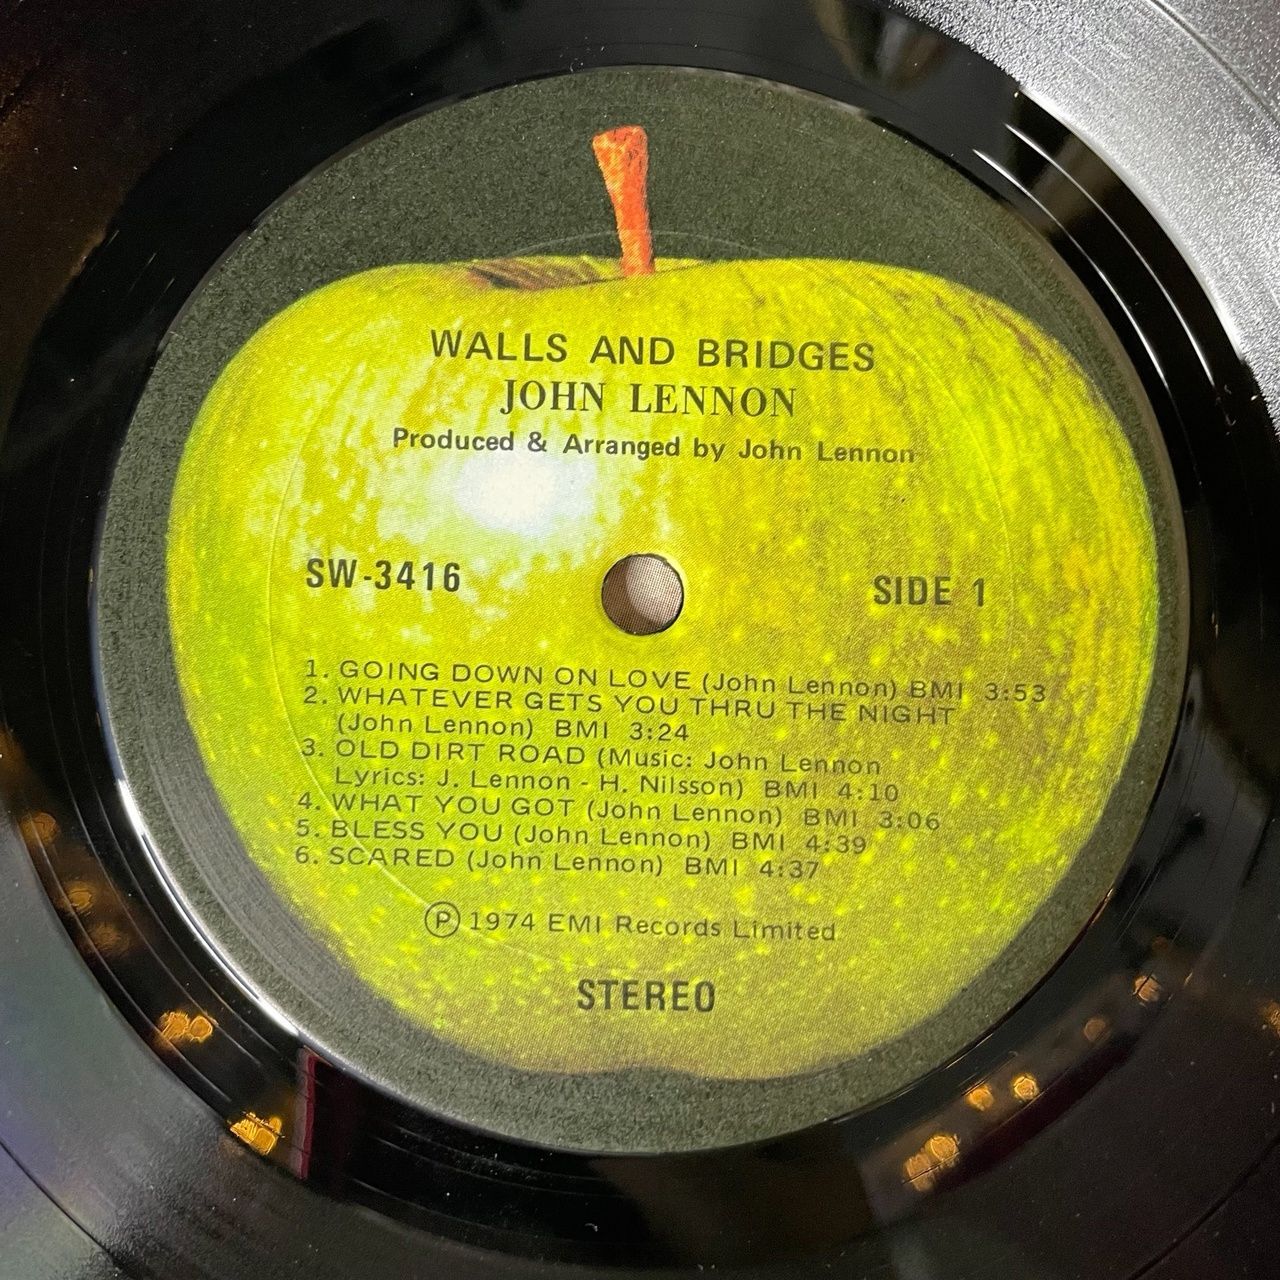 WALLS AND BRIDGES
JOHN LENNON
Produced & Arranged by John Lennon
SW-3416
SIDE 1
1. GOING DOWN ON LOVE (John Lennon) BMI 3:53
2. WHATEVER GETS YOU THRU THE NIGHT
(John Lennon) BMI 3:24
3. OLD DIRT ROAD (Music: John Lennon
Lyrics: J. Lennon - H. Nilsson) BMI 4:10
4. WHAT YOU GOT (John Lennon) BMI 3:06
5. BLESS YOU (John Lennon) BMI 4:39
6. SCARED (John Lennon) BMI 4:37
Ⓟ 1974 EMI Records Limited
STEREO